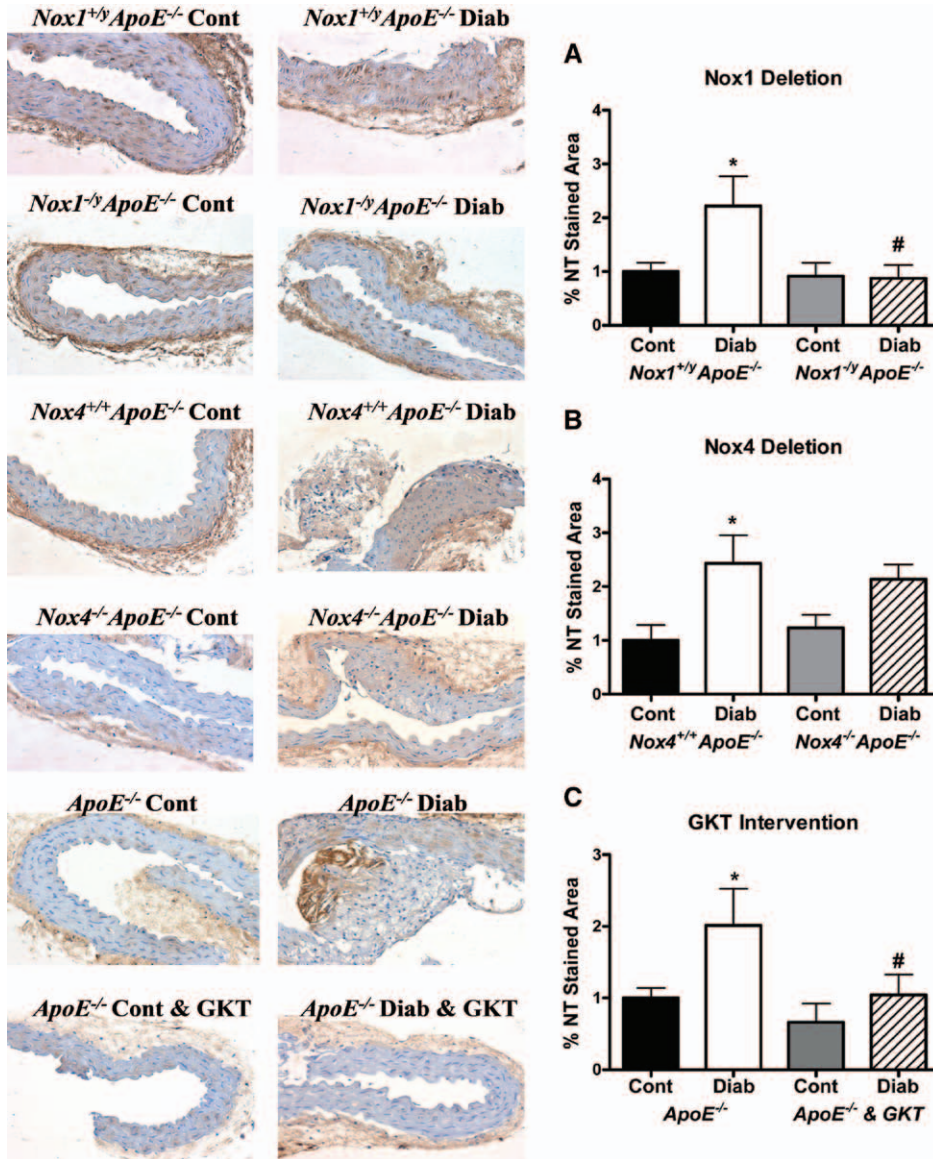 Nox1+/yApoE-/- Cont
Nox1+/yApoE-/- Diab
Nox1-/yApoE-/- Cont
Nox1-/yApoE-/- Diab
Nox4+/+ApoE-/- Cont
Nox4+/+ApoE-/- Diab
Nox4-/-ApoE-/- Cont
Nox4-/-ApoE-/- Diab
ApoE-/- Cont
ApoE-/- Diab
ApoE-/- Cont & GKT
ApoE-/- Diab & GKT
A
Nox1 Deletion
% NT Stained Area
4
3
2
1
0
*
#
Cont Diab Cont Diab
Nox1+/yApoE-/- Nox1-/yApoE-/-
B
Nox4 Deletion
% NT Stained Area
4
3
2
1
0
*
Cont Diab Cont Diab
Nox4+/+ApoE-/- Nox4-/-ApoE-/-
C
GKT Intervention
% NT Stained Area
3
2
1
0
*
#
Cont Diab Cont Diab
ApoE-/- ApoE-/- & GKT